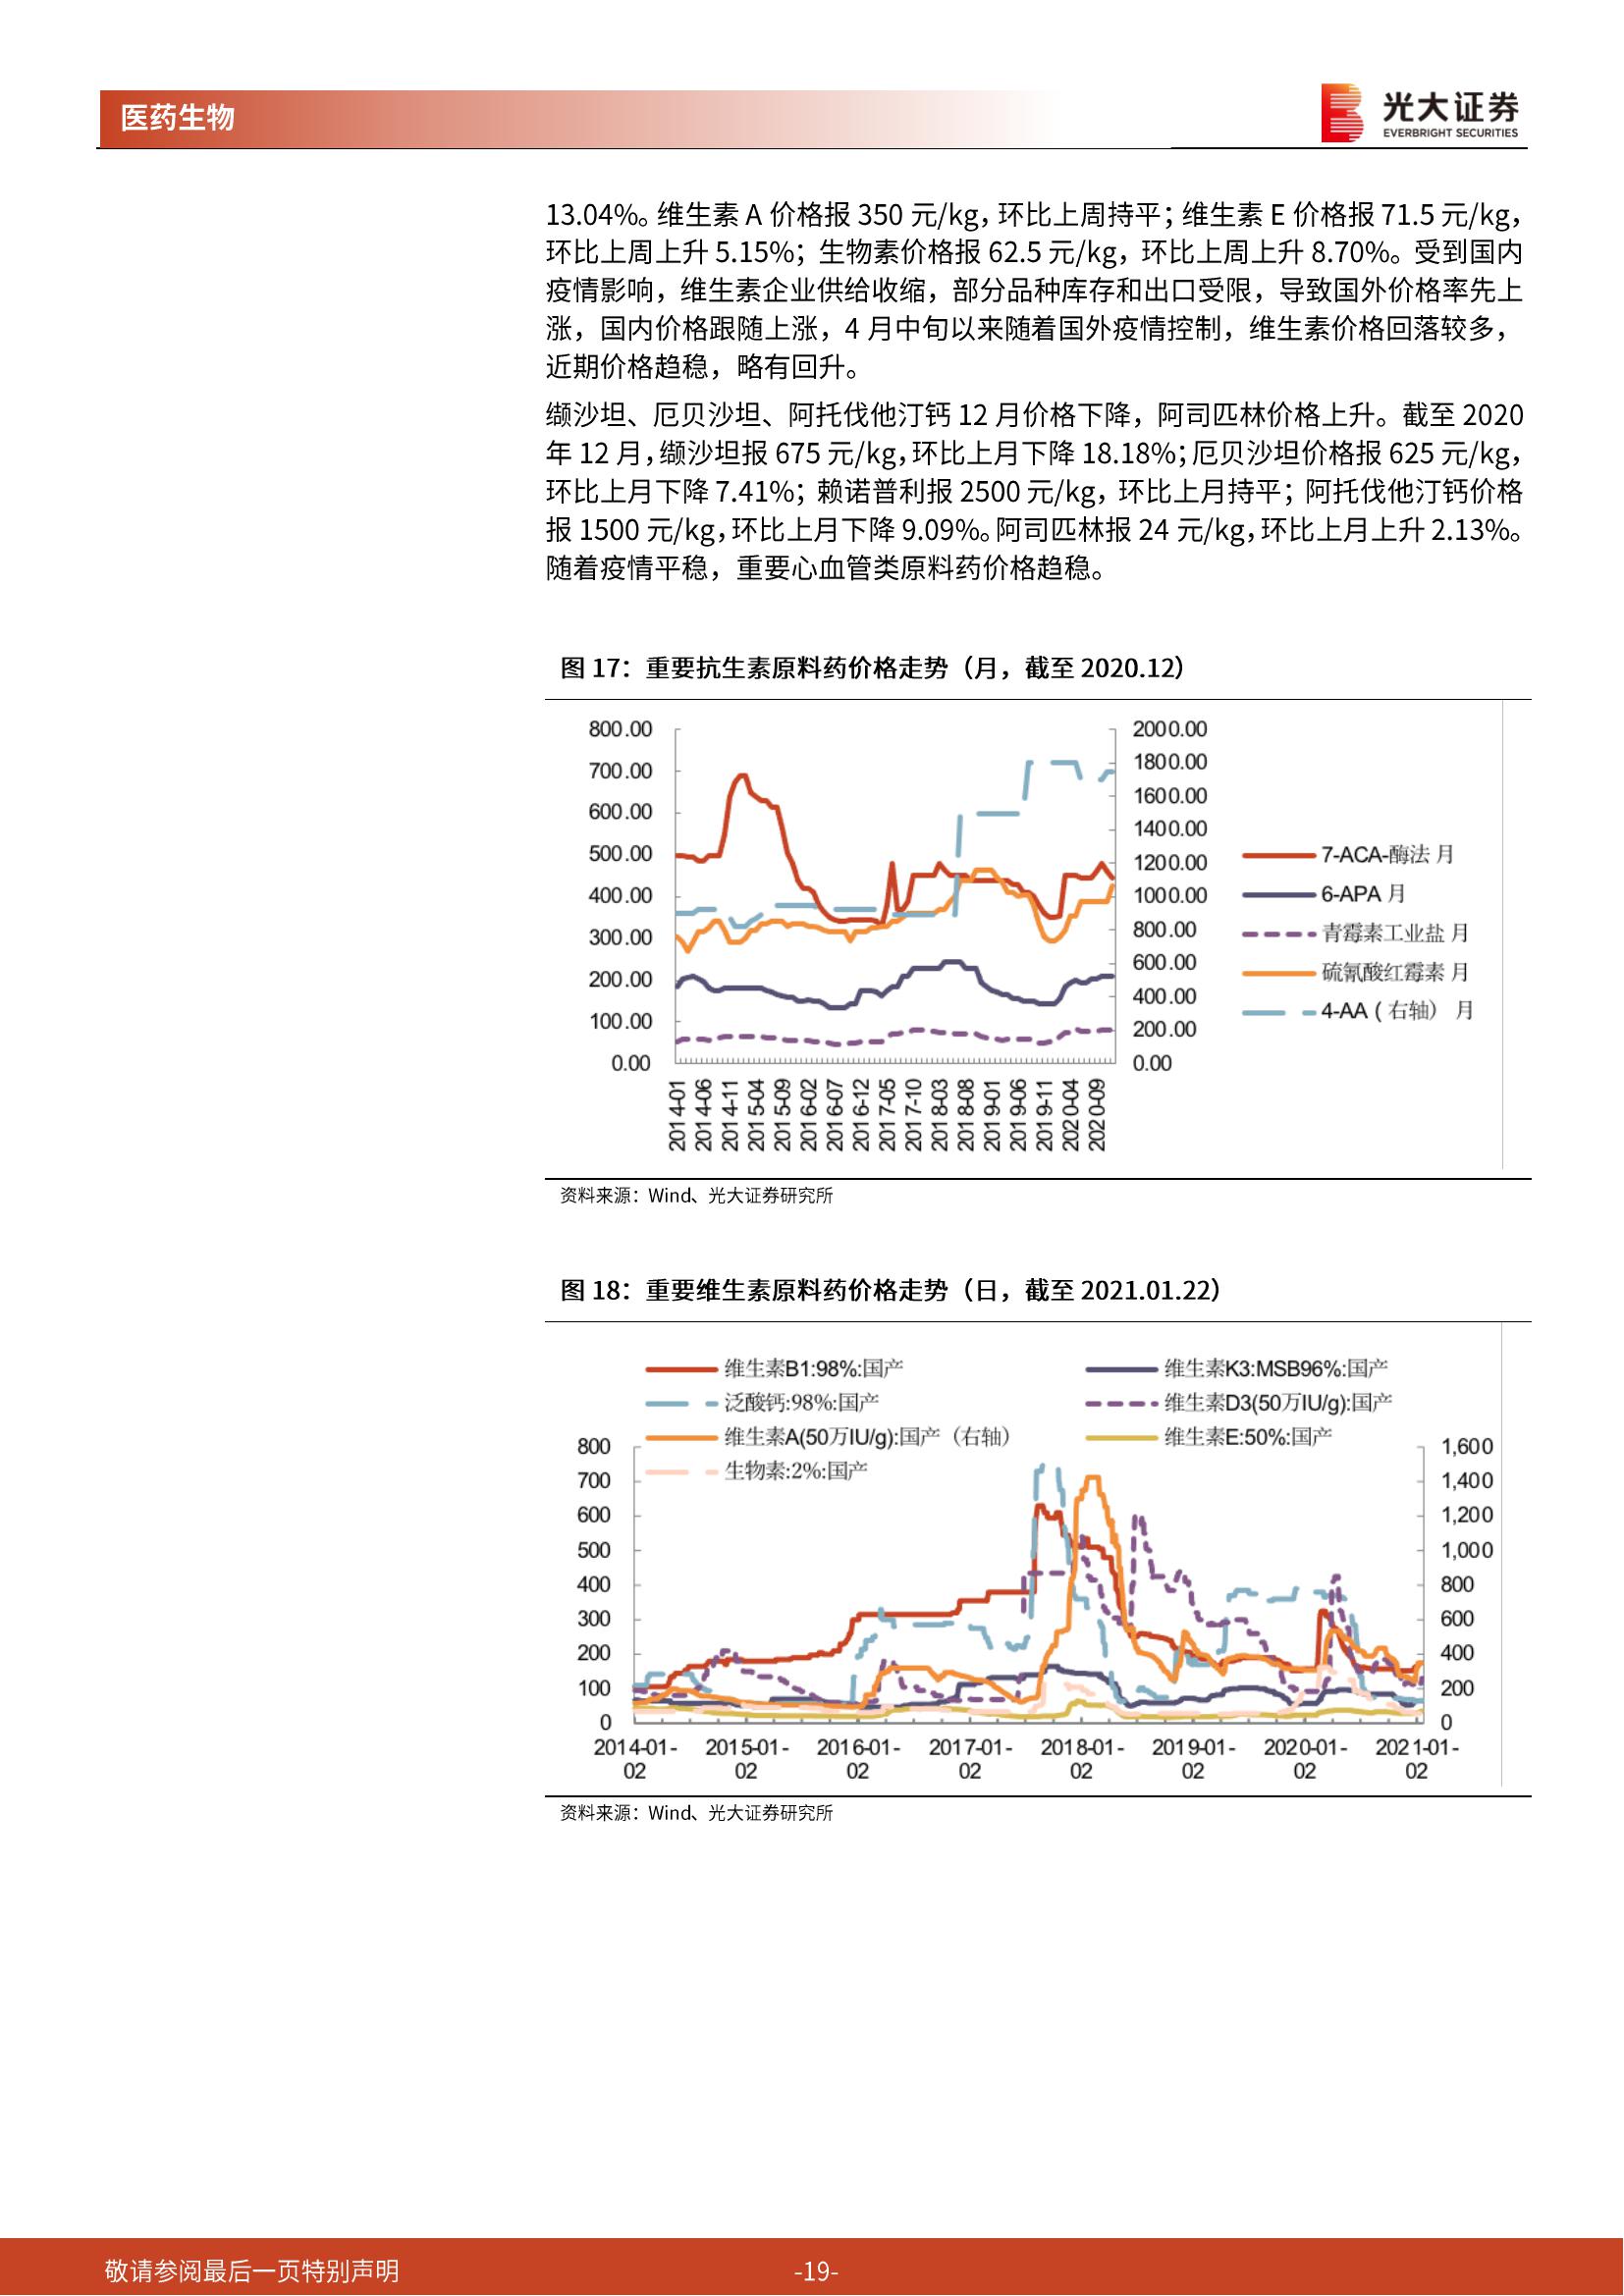 医药生物
光大证券
EVERBRIGHT SECURITIES
13.04%。维生素 A 价格报 350 元/kg，环比上周持平；维生素 E 价格报 71.5 元/kg，
环比上周上升 5.15%；生物素价格报 62.5 元/kg，环比上周上升 8.70%。受到国内
疫情影响，维生素企业供给收缩，部分品种库存和出口受限，导致国外价格率先上
涨，国内价格跟随上涨，4 月中旬以来随着国外疫情控制，维生素价格回落较多，
近期价格趋稳，略有回升。
缬沙坦、厄贝沙坦、阿托伐他汀钙 12 月价格下降，阿司匹林价格上升。截至 2020
年 12 月，缬沙坦报 675 元/kg，环比上月下降 18.18%；厄贝沙坦价格报 625 元/kg，
环比上月下降 7.41%；赖诺普利报 2500 元/kg，环比上月持平；阿托伐他汀钙价格
报 1500 元/kg，环比上月下降 9.09%。阿司匹林报 24 元/kg，环比上月上升 2.13%。
随着疫情平稳，重要心血管类原料药价格趋稳。
图 17：重要抗生素原料药价格走势（月，截至 2020.12）
800.00
700.00
600.00
500.00
400.00
300.00
200.00
100.00
0.00
2000.00
1800.00
1600.00
1400.00
1200.00
1000.00
800.00
600.00
400.00
200.00
0.00
2014-01
2014-06
2014-11
2015-04
2015-09
2016-02
2016-07
2016-12
2017-05
2017-10
2018-03
2018-08
2019-01
2019-06
2019-11
2020-04
2020-09
7-ACA-酶法 月
6-APA 月
青霉素工业盐 月
硫氰酸红霉素 月
4-AA（右轴） 月
资料来源：Wind、光大证券研究所
图 18：重要维生素原料药价格走势（日，截至 2021.01.22）
维生素B1:98%:国产
维生素K3:MSB96%:国产
泛酸钙:98%:国产
维生素D3(50万IU/g):国产
维生素A(50万IU/g):国产（右轴）
维生素E:50%:国产
生物素:2%:国产
800
700
600
500
400
300
200
100
0
1,600
1,400
1,200
1,000
800
600
400
200
0
2014-01-02
2015-01-02
2016-01-02
2017-01-02
2018-01-02
2019-01-02
2020-01-02
2021-01-02
资料来源：Wind、光大证券研究所
敬请参阅最后一页特别声明
-19-